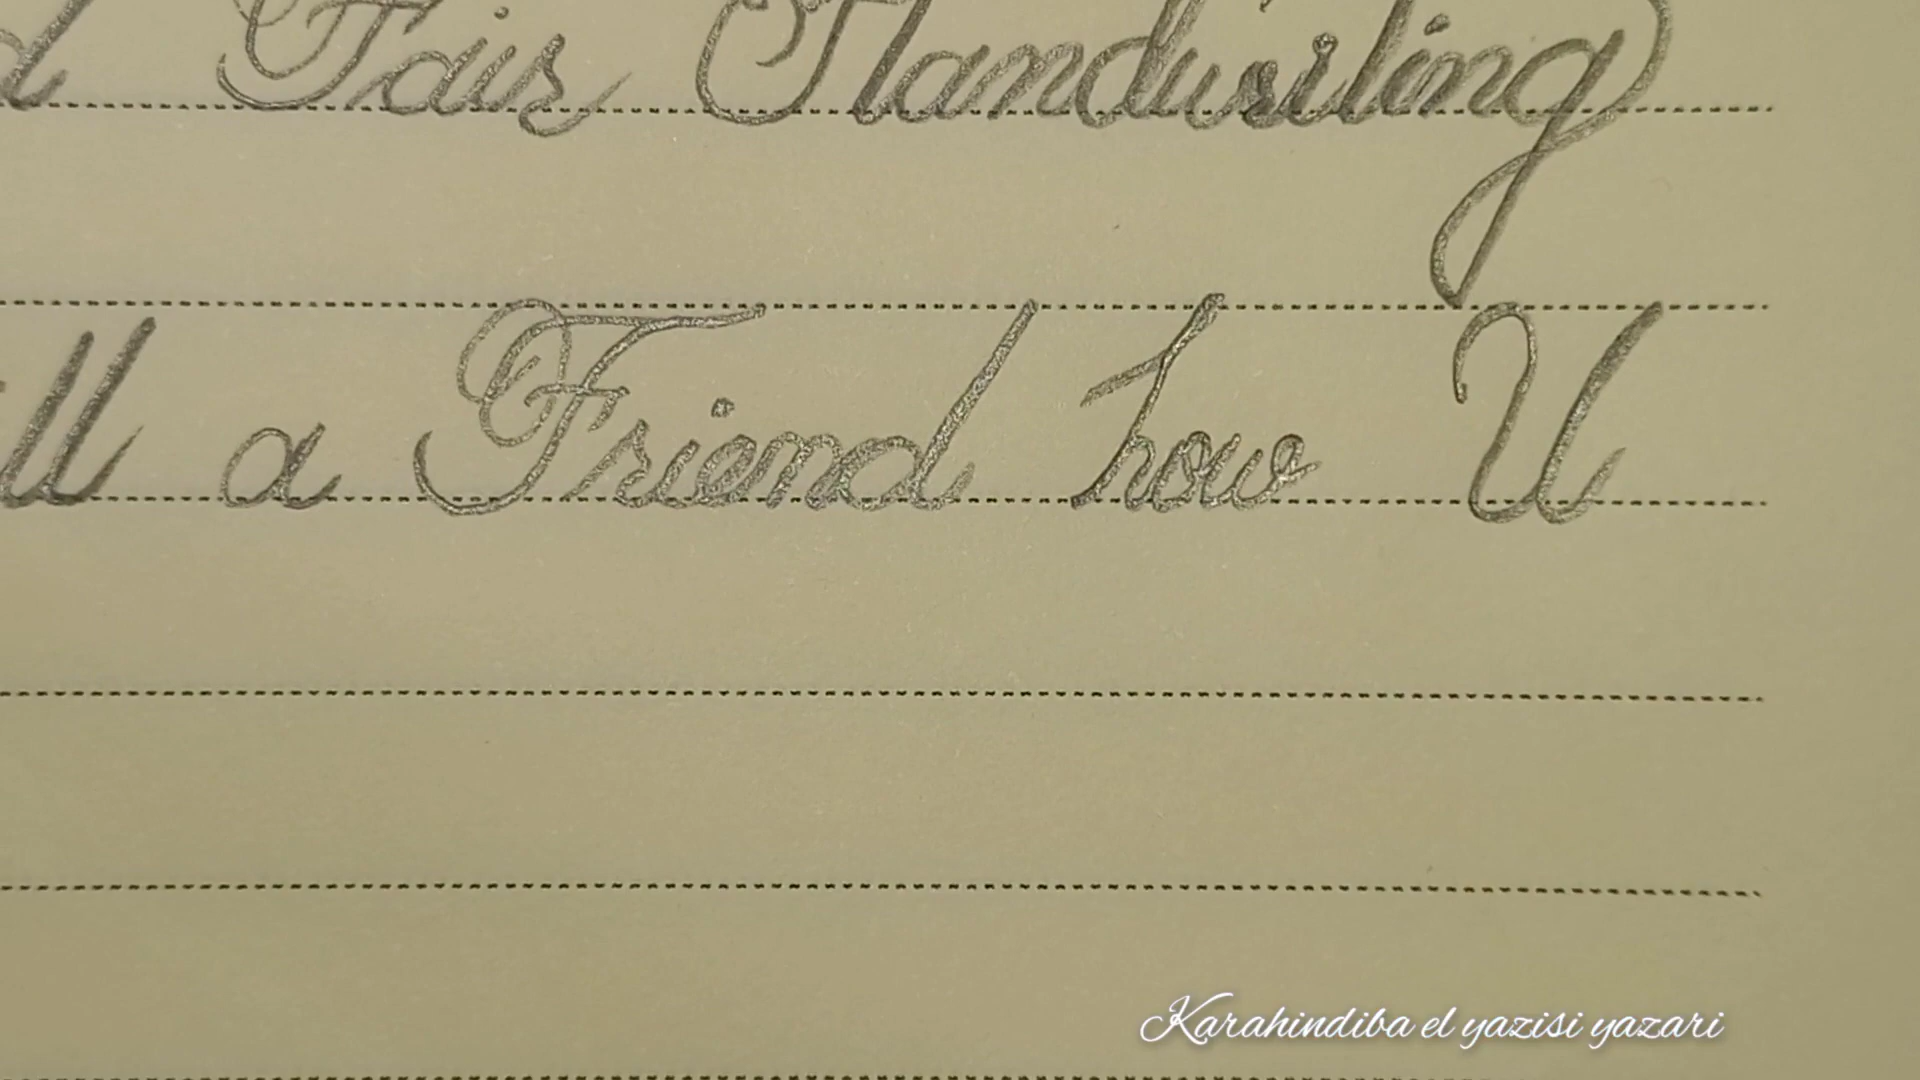 Fair Handwriting
a Friend how U
Karahindiba el yazisi yazari